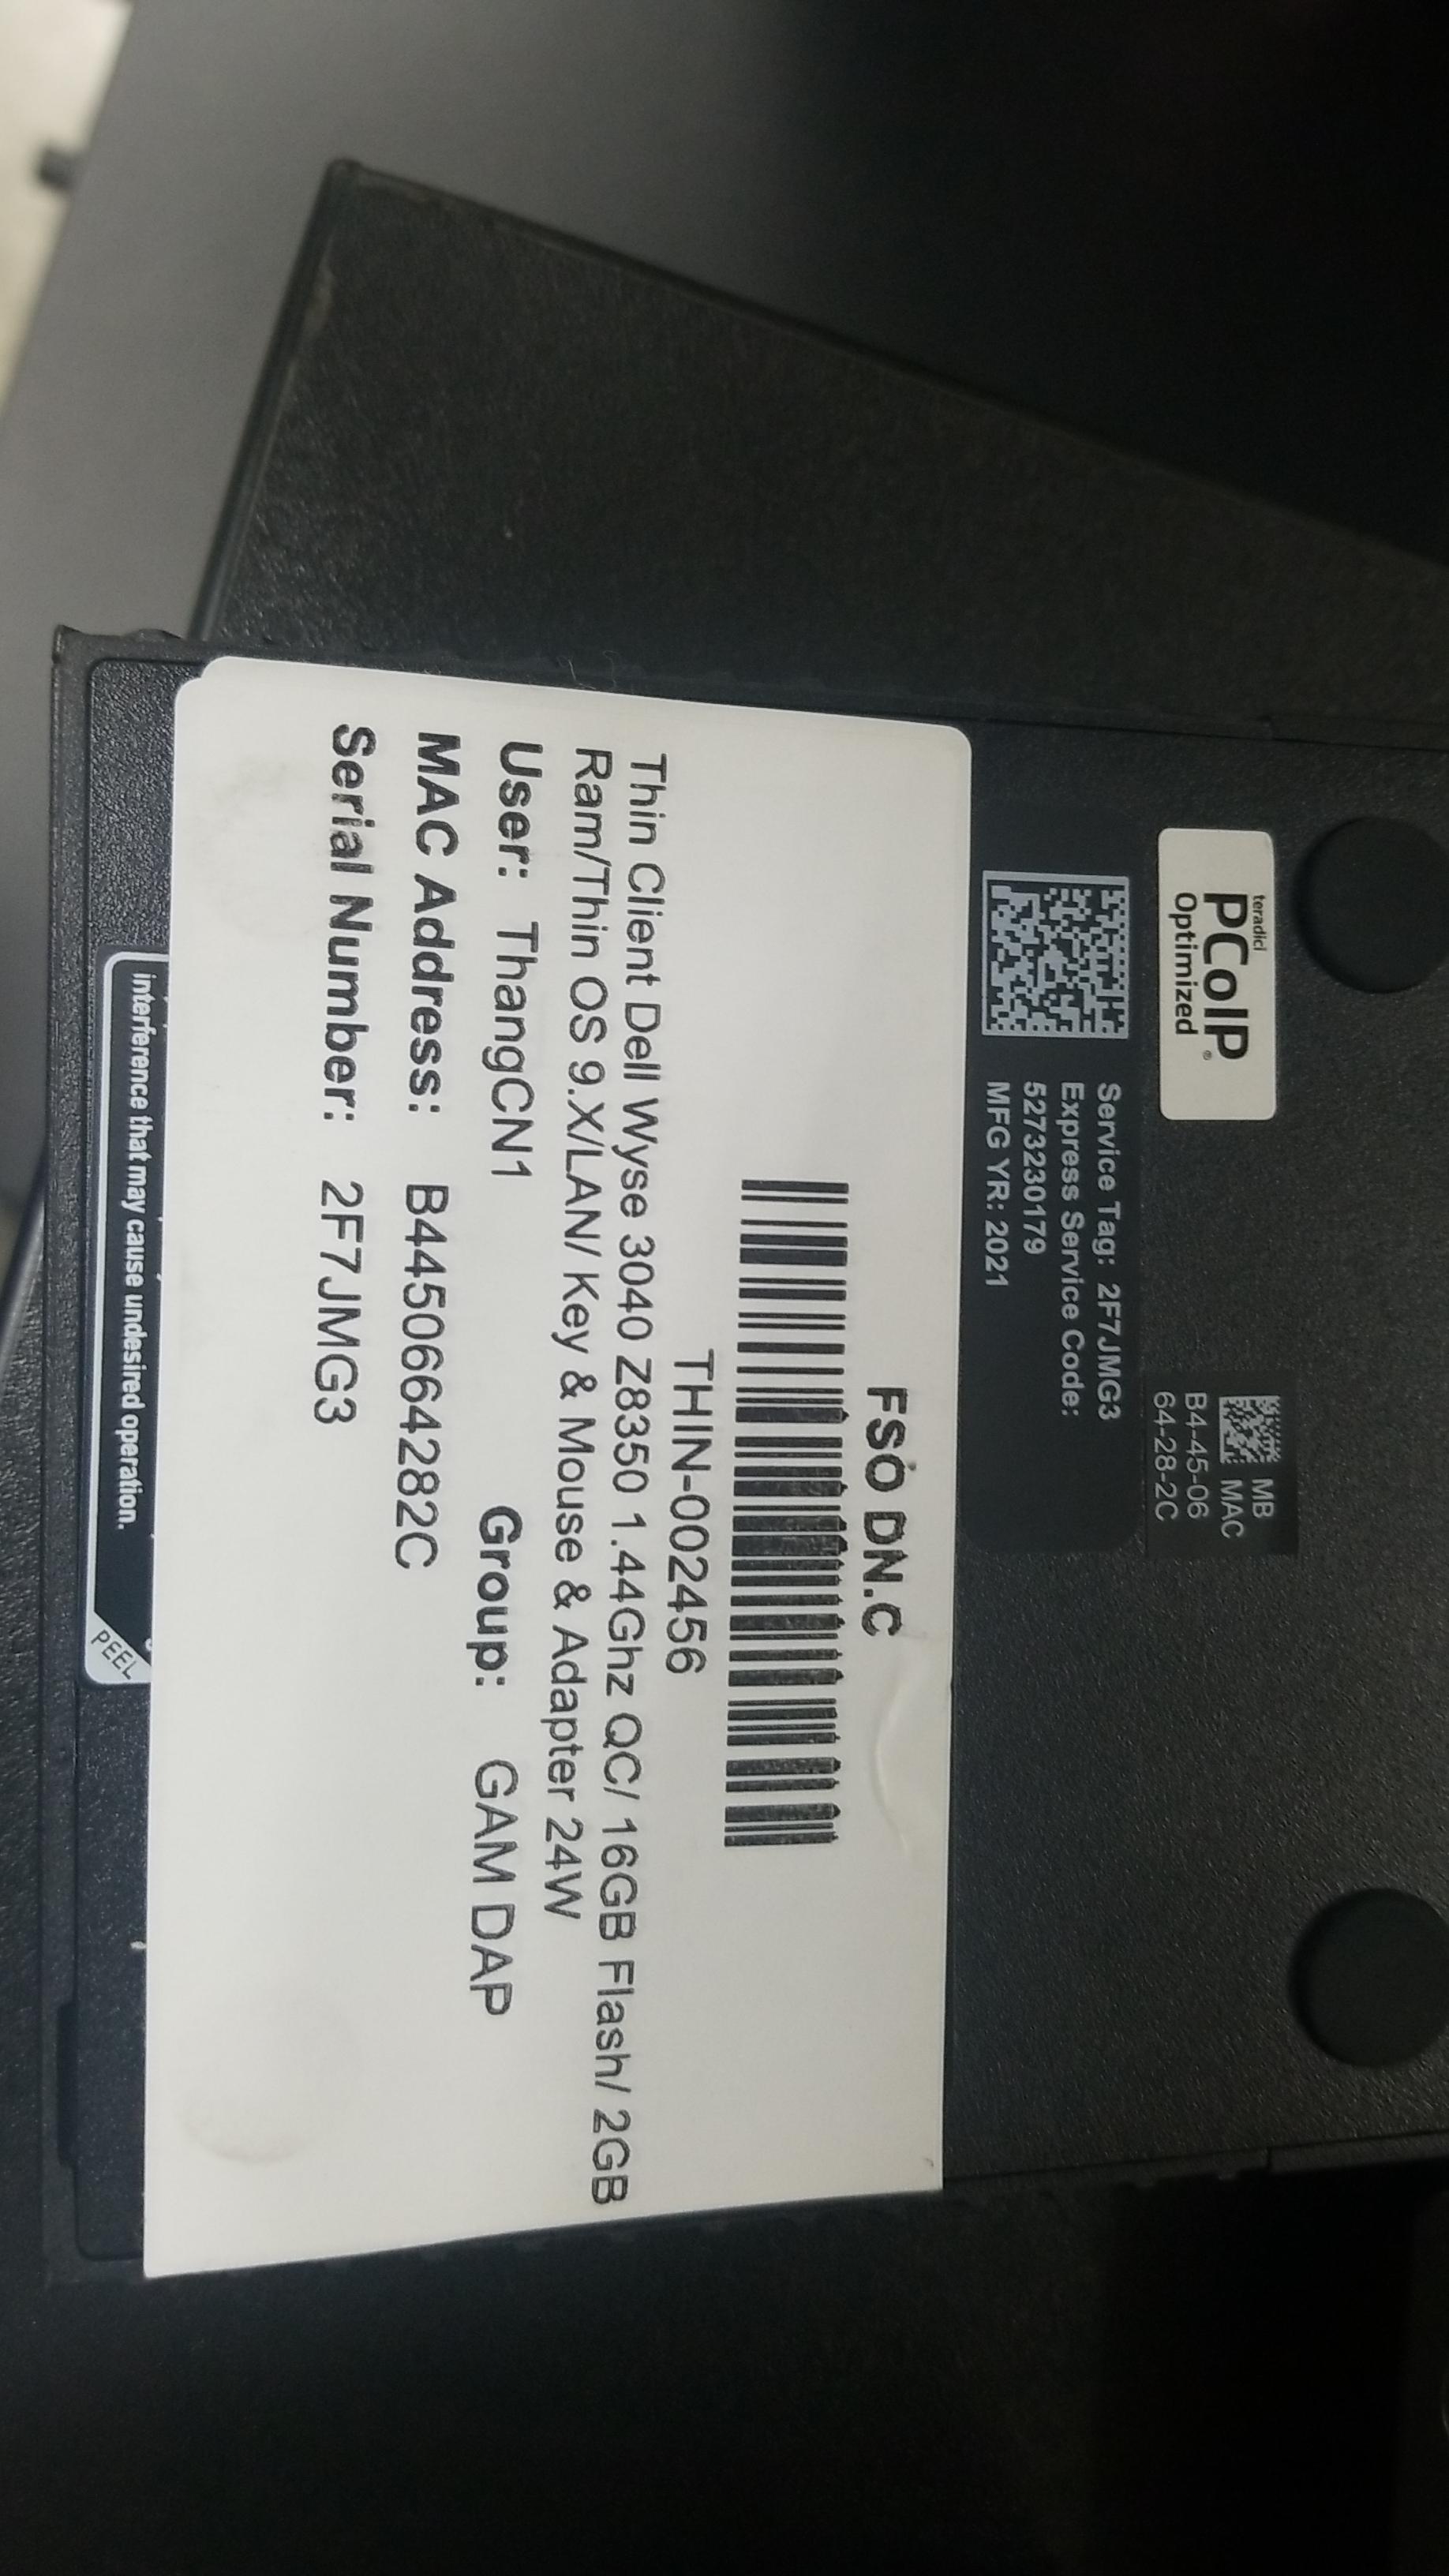 teradici
PCoIP®
Optimized
MB
MAC
B4-45-06
64-28-2C
Service Tag: 2F7JMG3
Express Service Code:
5273230179
MFG YR: 2021
FSO DN.C
THIN-002456
Thin Client Dell Wyse 3040 Z8350 1.44Ghz QC/ 16GB Flash/ 2GB
Ram/Thin OS 9.X/LAN/ Key & Mouse & Adapter 24W
User: ThangCN1 Group: GAM DAP
MAC Address: B4450664282C
Serial Number: 2F7JMG3
interference that may cause undesired operation.
PEEL